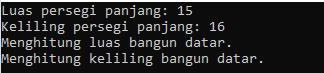 Luas persegi panjang: 15
Keliling persegi panjang: 16
Menghitung luas bangun datar.
Menghitung keliling bangun datar.